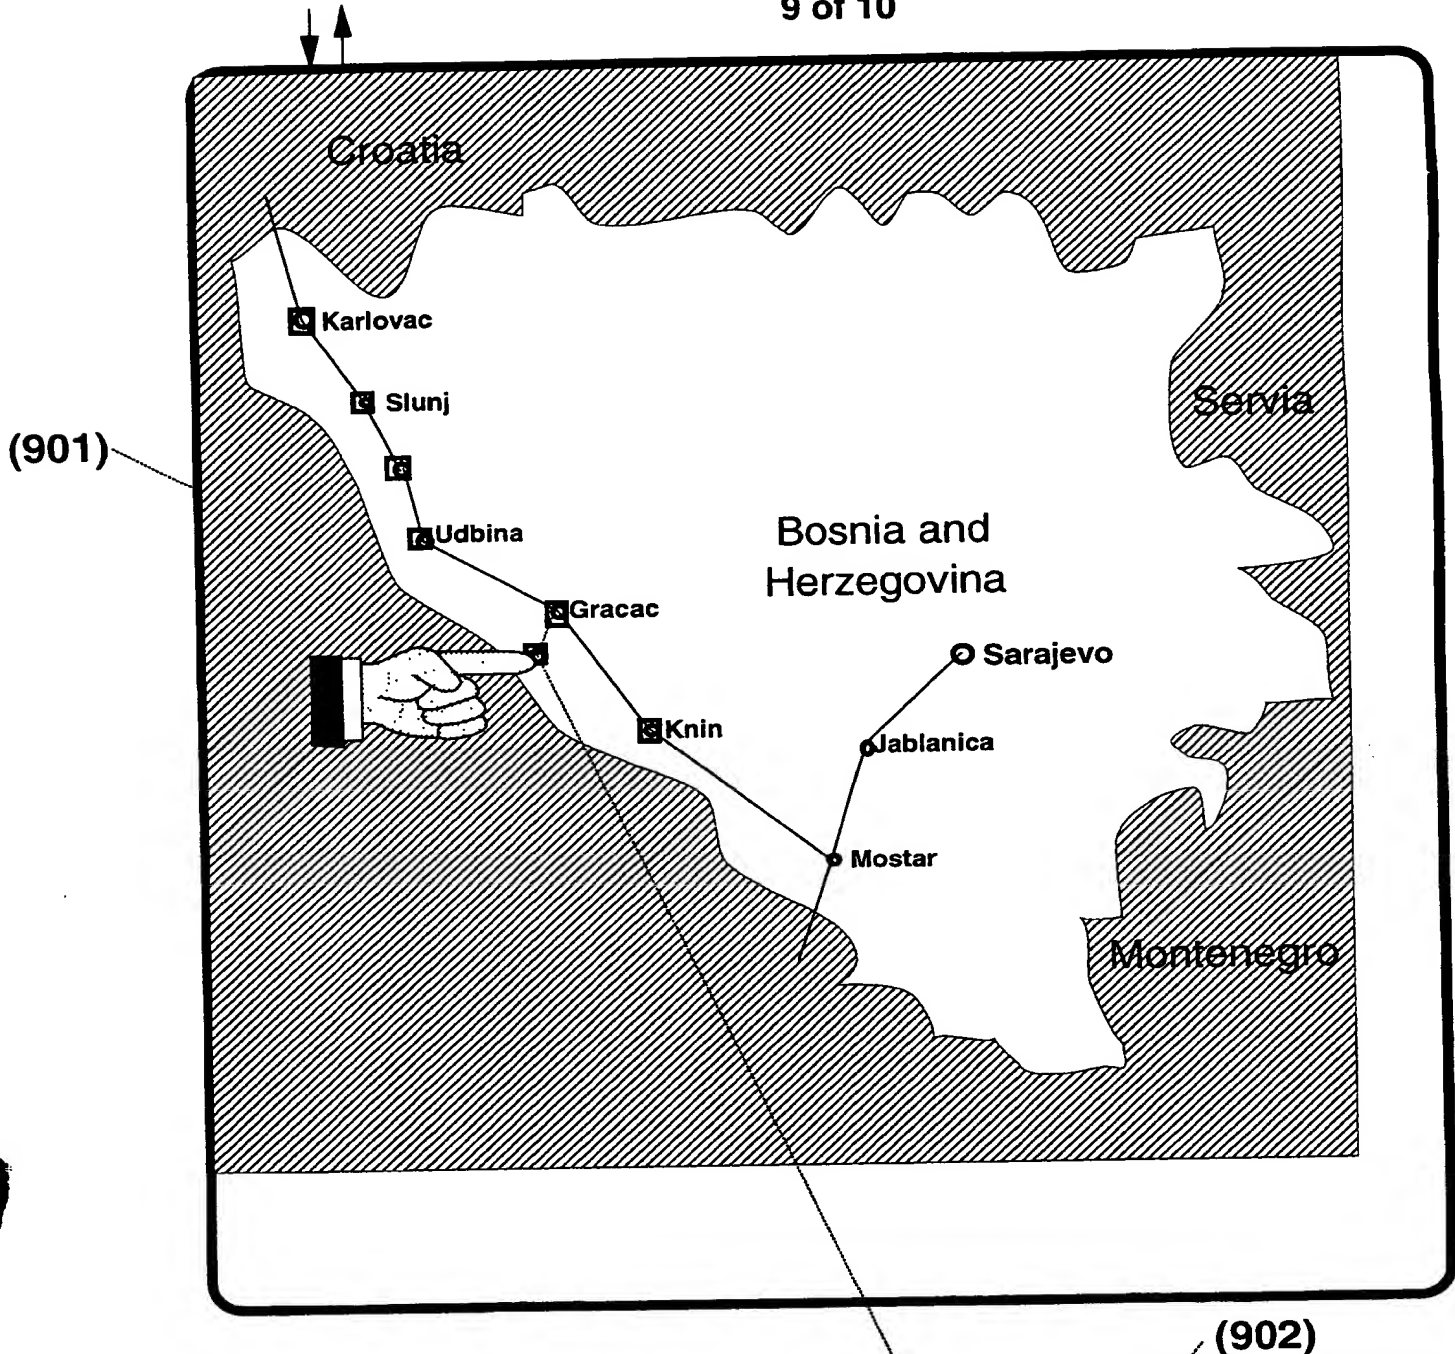 9 of 10
Croatia
Karlovac
Slunj
Servia
(901)
Udbina
Bosnia and
Herzegovina
Gracac
Sarajevo
Knin
Jablanica
Mostar
Montenegro
(902)